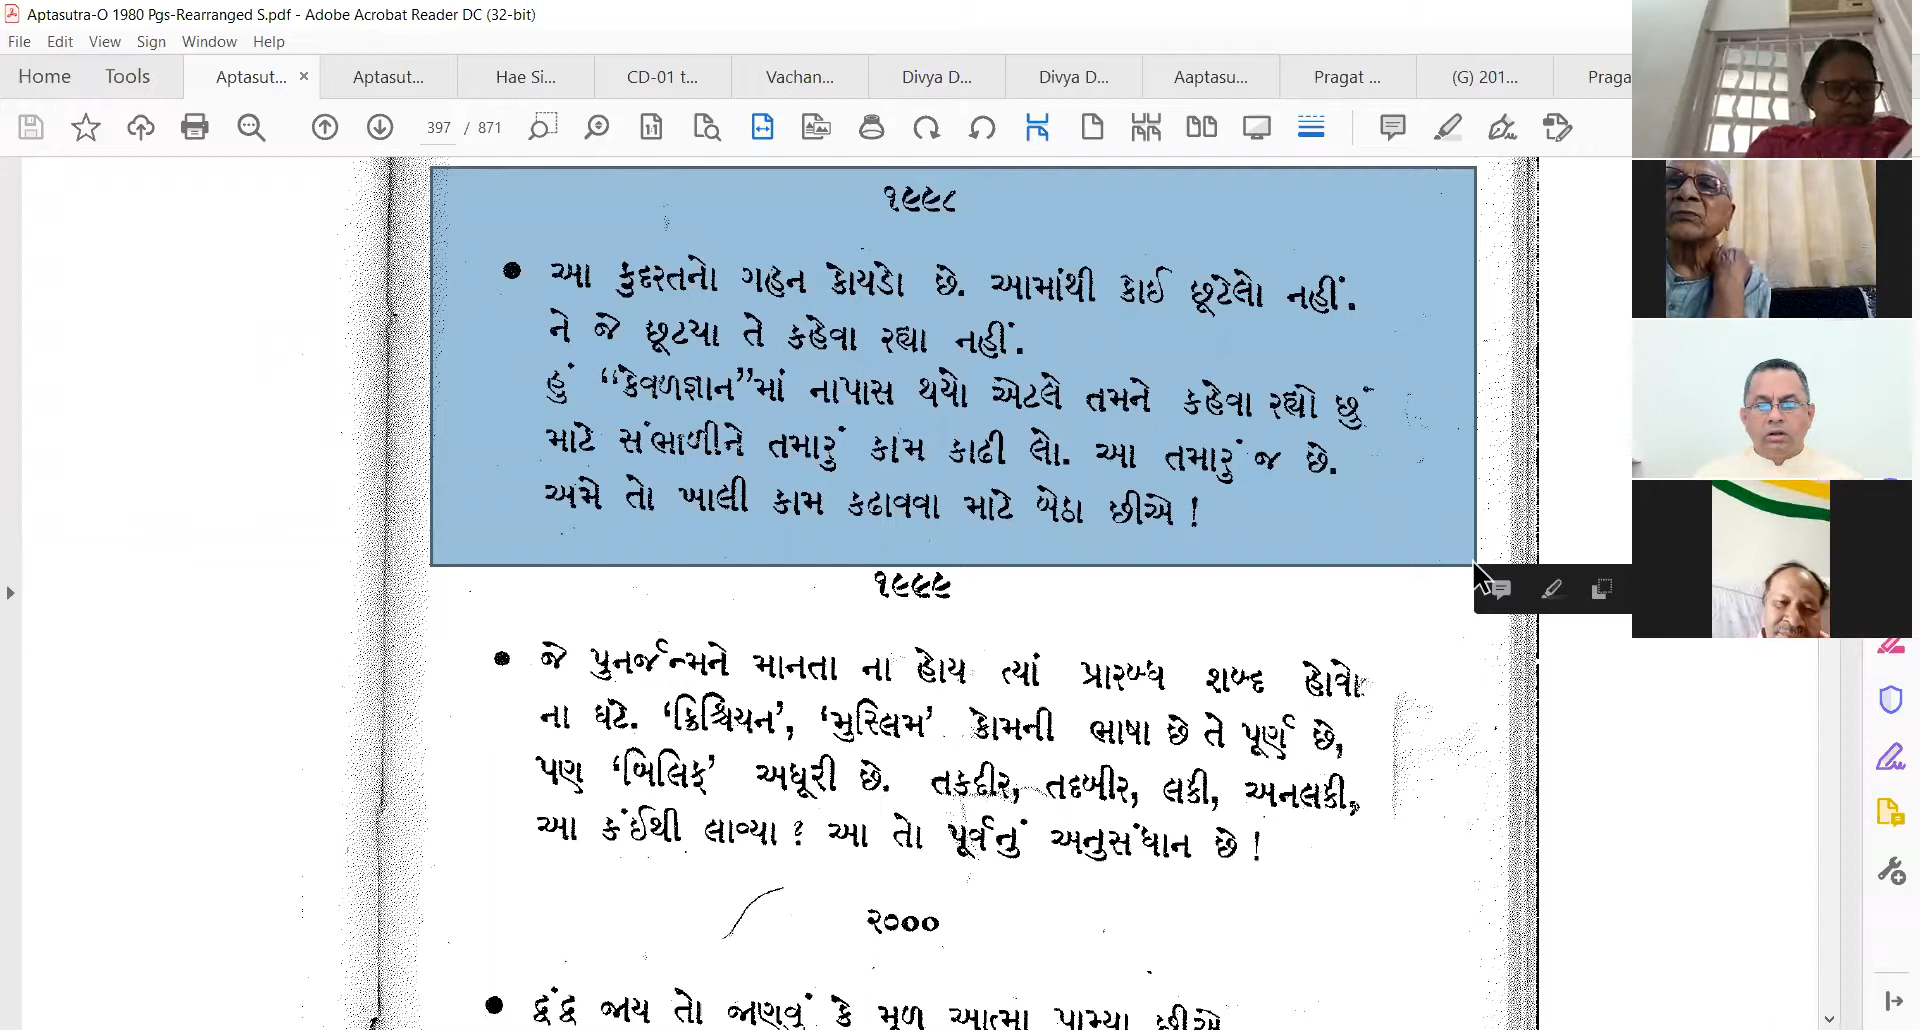 Aptasutra-O 1980 Pgs-Rearranged S.pdf - Adobe Acrobat Reader DC (32-bit)
File Edit View Sign Window Help
Home Tools Aptasut... × Aptasut... Hae Si... CD-01 t... Vachan... Divya D... Divya D... Aaptasu... Pragat ... (G) 201... Praga
397 / 871
૧૯૯૮
● આ કુદરતનો ગહન કોયડો છે. આમાંથી કોઈ છૂટેલો નહીં.
ને જે છૂટયા તે કહેવા રહ્યા નહીં.
હું “કેવળજ્ઞાન”માં નાપાસ થયો એટલે તમને કહેવા રહ્યો છું
માટે સંભાળીને તમારું કામ કાઢી લો. આ તમારું જ છે.
અમે તો ખાલી કામ કઢાવવા માટે બેઠા છીએ !
૧૯૯૯
● જે પુનર્જન્મને માનતા ના હોય ત્યાં પ્રારબ્ધ શબ્દ હોવો
ના ઘટે. ‘ક્રિશ્ચિયન’, ‘મુસ્લિમ’ કોમની ભાષા છે તે પૂર્ણ છે,
પણ ‘બિલિફ’ અધૂરી છે. તકદીર, તદબીર, લકી, અનલકી,
આ કંઈથી લાવ્યા ? આ તો પૂર્વનું અનુસંધાન છે !
૨૦૦૦
● દ્વંદ્વ જાય તો જાણવું કે મૂળ આત્મા પામ્યા છીએ